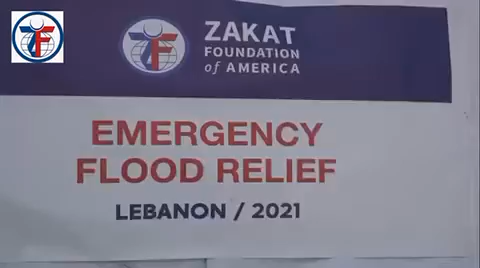 ZAKAT
FOUNDATION
of AMERICA
EMERGENCY
FLOOD RELIEF
LEBANON / 2021